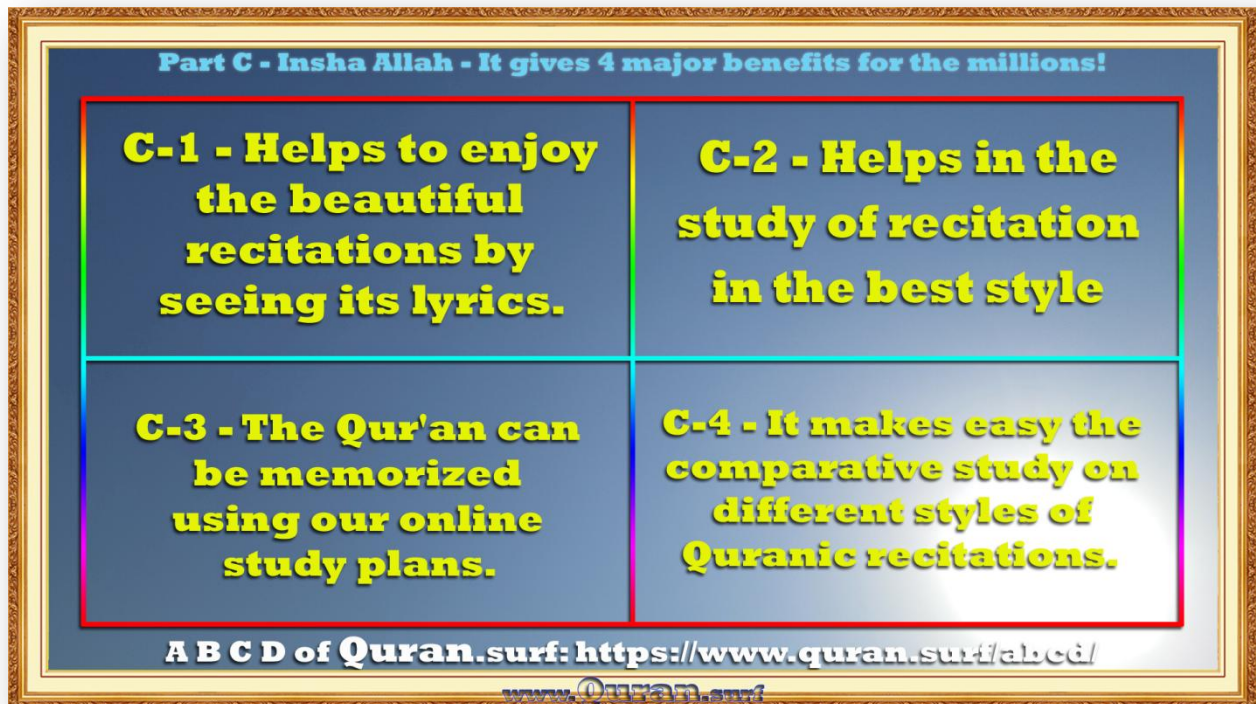 Part C - Insha Allah - It gives 4 major benefits for the millions!
C-1 - Helps to enjoy
the beautiful
recitations by
seeing its lyrics.
C-2 - Helps in the
study of recitation
in the best style
C-3 - The Qur'an can
be memorized
using our online
study plans.
C-4 - It makes easy the
comparative study on
different styles of
Quranic recitations.
A B C D of Quran.surf: https://www.quran.surf/abcd/
www.Quran.surf